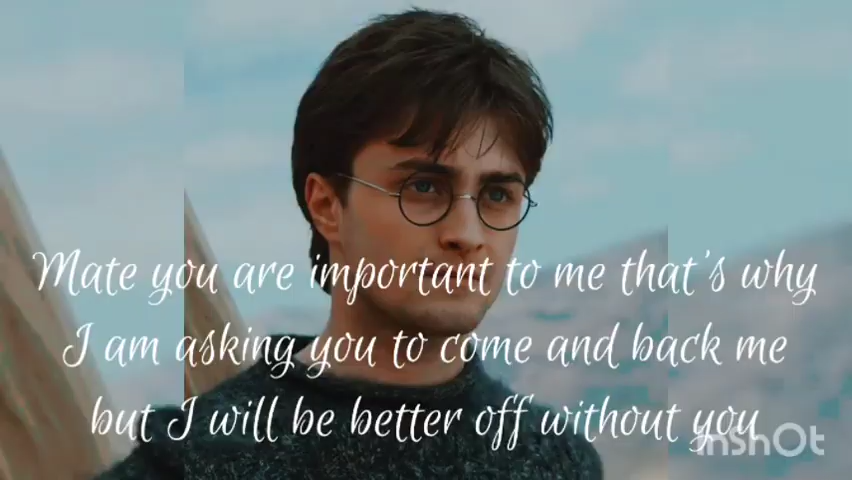 Mate you are important to me that's why
I am asking you to come and back me
but I will be better off without you
InshOt